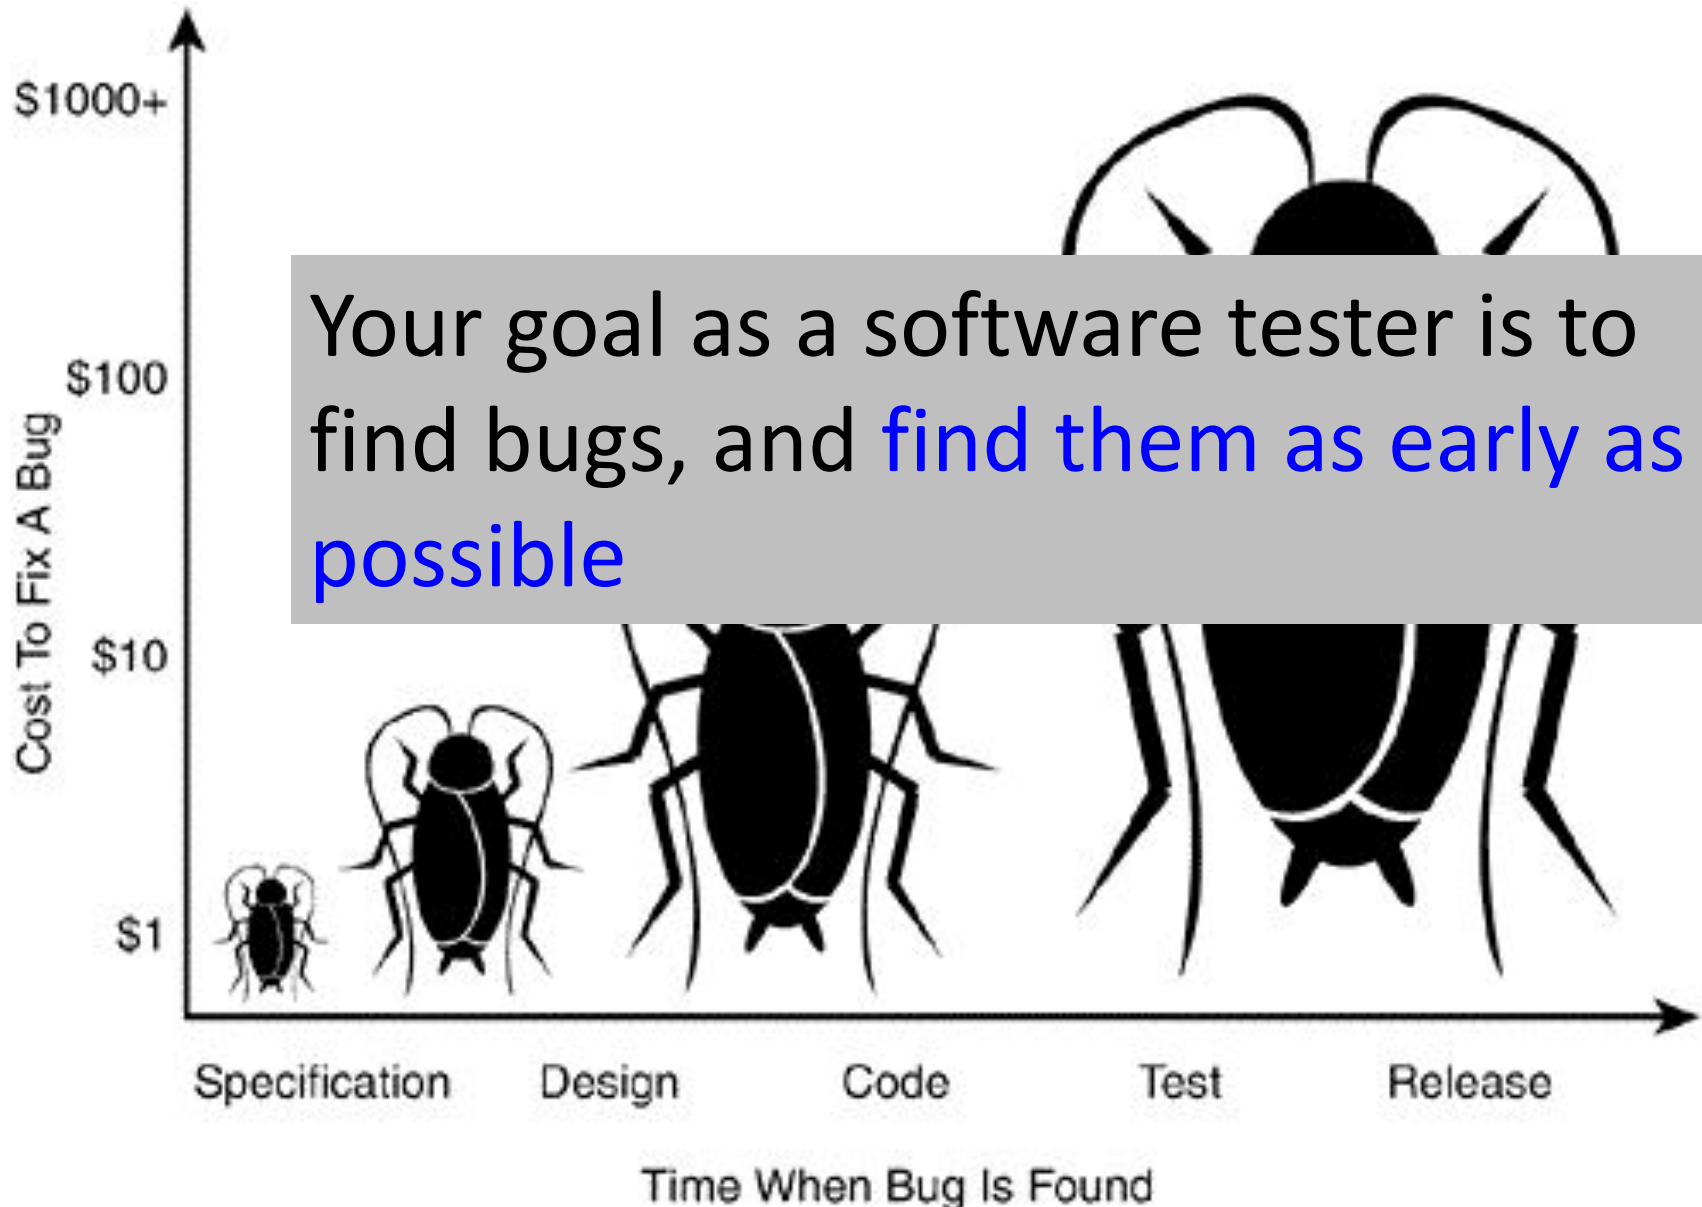 $1000+
$100
$10
$1
Cost To Fix A Bug
Your goal as a software tester is to
find bugs, and find them as early as
possible
Specification Design Code Test Release
Time When Bug Is Found